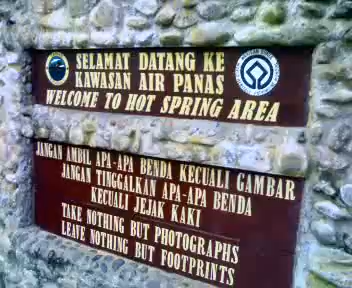 SELAMAT DATANG KE
KAWASAN AIR PANAS
WELCOME TO HOT SPRING AREA
JANGAN AMBIL APA-APA BENDA KECUALI GAMBAR
JANGAN TINGGALKAN APA-APA BENDA
KECUALI JEJAK KAKI
TAKE NOTHING BUT PHOTOGRAPHS
LEAVE NOTHING BUT FOOTPRINTS